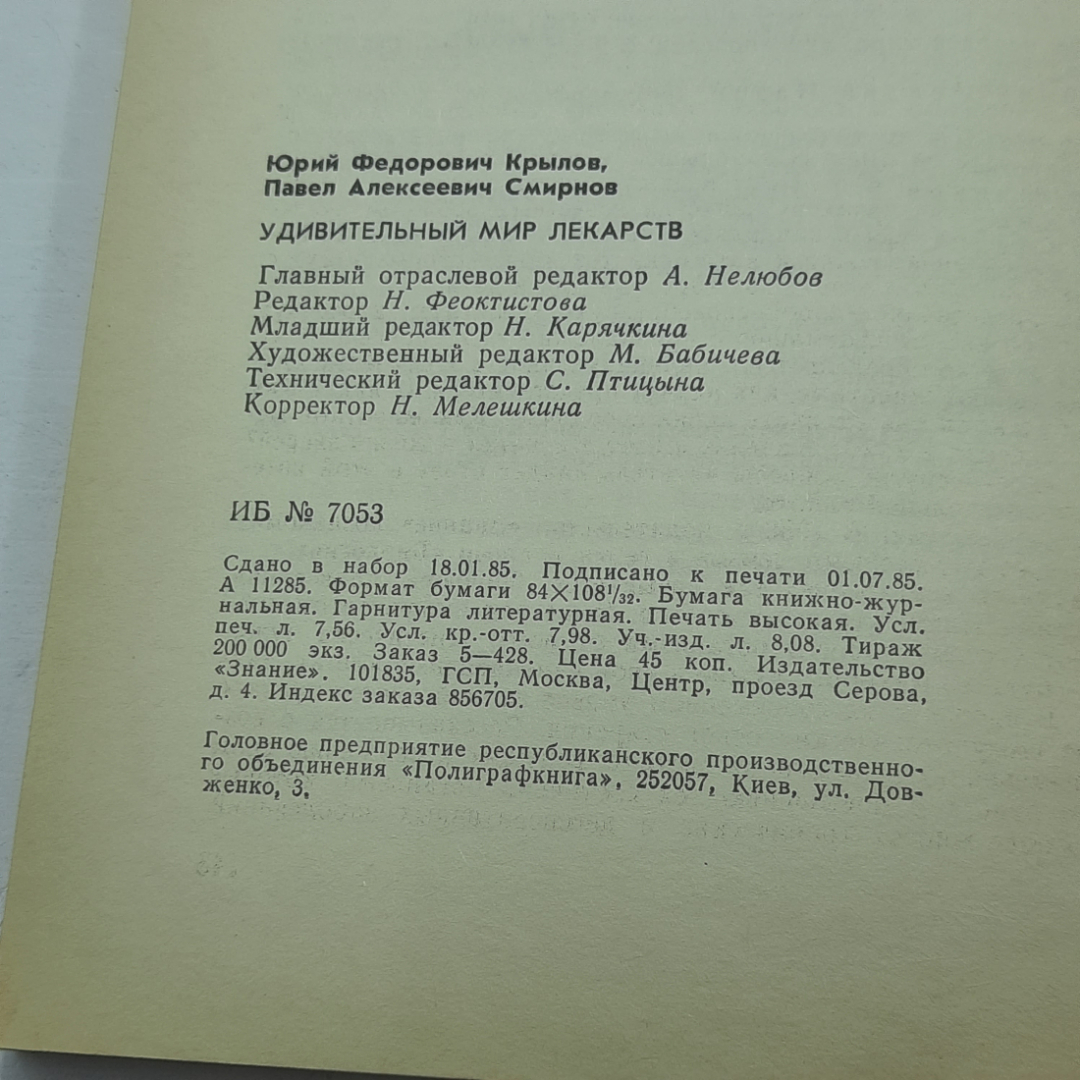 Юрий Федорович Крылов,
Павел Алексеевич Смирнов
УДИВИТЕЛЬНЫЙ МИР ЛЕКАРСТВ
Главный отраслевой редактор А. Нелюбов
Редактор Н. Феоктистова
Младший редактор Н. Карячкина
Художественный редактор М. Бабичева
Технический редактор С. Птицына
Корректор Н. Мелешкина
ИБ № 7053
Сдано в набор 18.01.85. Подписано к печати 01.07.85.
А 11285. Формат бумаги 84×108¹/₃₂. Бумага книжно-жур-
нальная. Гарнитура литературная. Печать высокая. Усл.
печ. л. 7,56. Усл. кр.-отт. 7,98. Уч.-изд. л. 8,08. Тираж
200 000 экз. Заказ 5—428. Цена 45 коп. Издательство
«Знание». 101835, ГСП, Москва, Центр, проезд Серова,
д. 4. Индекс заказа 856705.
Головное предприятие республиканского производственно-
го объединения «Полиграфкнига», 252057, Киев, ул. Дов-
женко, 3.